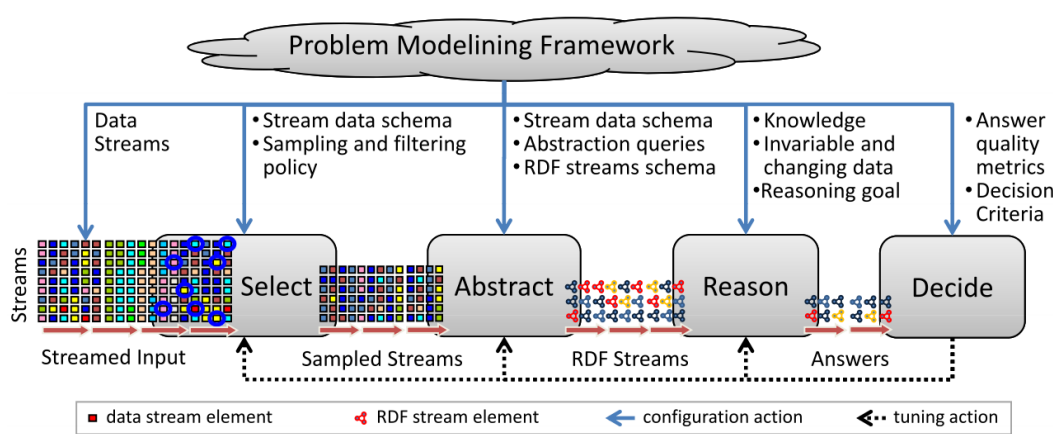 Problem Modelining Framework
Data
Streams
• Stream data schema
• Sampling and filtering
policy
• Stream data schema
• Abstraction queries
• RDF streams schema
• Knowledge
• Invariable and
changing data
• Reasoning goal
• Answer
quality
metrics
• Decision
Criteria
Streams
Select
Abstract
Reason
Decide
Streamed Input
Sampled Streams
RDF Streams
Answers
data stream element
RDF stream element
configuration action
tuning action